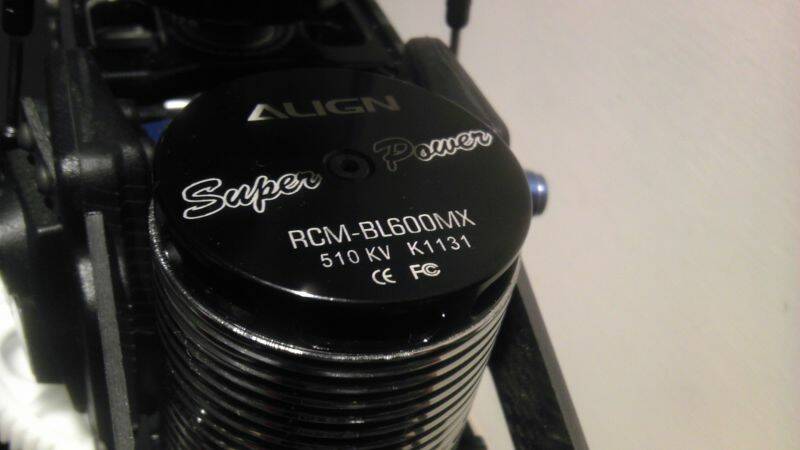 ALIGN
Super Power
RCM-BL600MX
510 KV K1131
CE FC